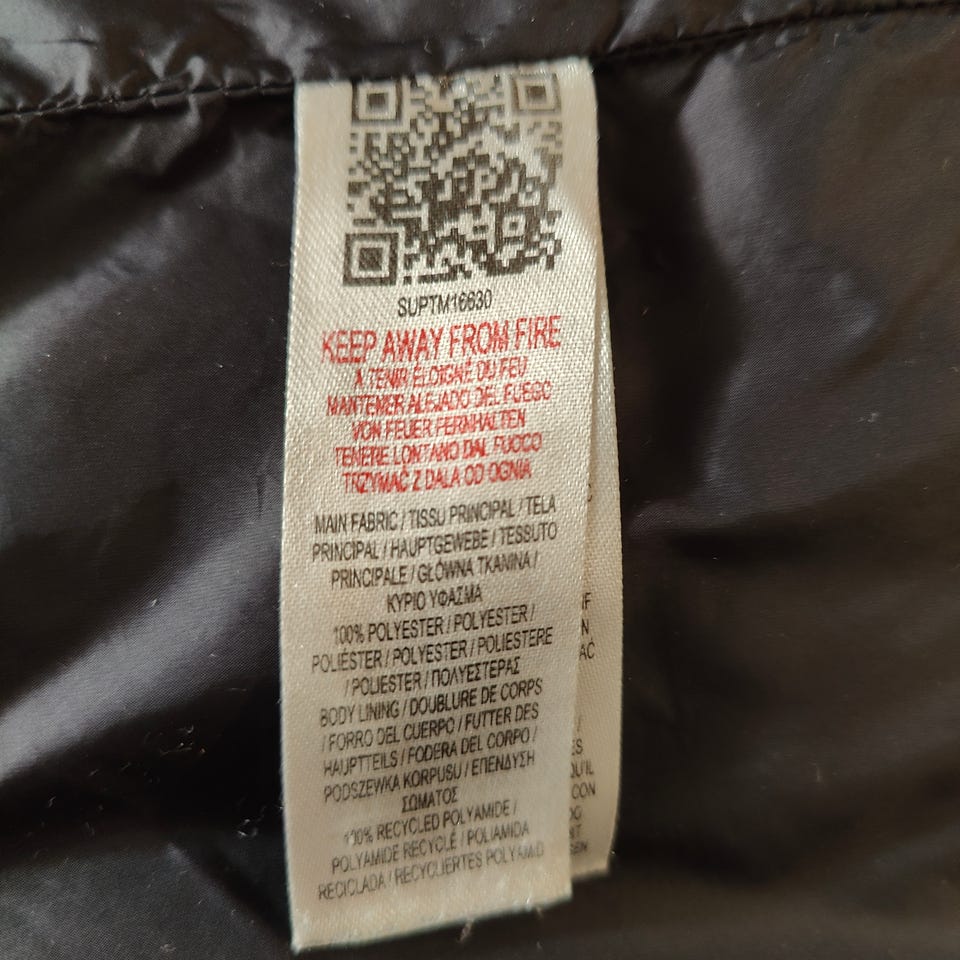 SUPTM16630
KEEP AWAY FROM FIRE
A TENIR ÉLOIGNÉ DU FEU
MANTENER ALEJADO DEL FUEGO
VON FEUER FERNHALTEN
TENERE LONTANO DAL FUOCO
TRZYMAĆ Z DALA OD OGNIA
MAIN FABRIC / TISSU PRINCIPAL / TELA
PRINCIPAL / HAUPTGEWEBE / TESSUTO
PRINCIPALE / GŁÓWNA TKANINA /
ΚΥΡΙΟ ΥΦΑΣΜΑ
100% POLYESTER / POLYESTER /
POLIÉSTER / POLYESTER / POLIESTERE
/ POLIESTER / ΠΟΛΥΕΣΤΕΡΑΣ
BODY LINING / DOUBLURE DE CORPS
/ FORRO DEL CUERPO / FUTTER DES
HAUPTTEILS / FODERA DEL CORPO /
PODSZEWKA KORPUSU / ΕΠΕΝΔΥΣΗ
ΣΩΜΑΤΟΣ
100% RECYCLED POLYAMIDE /
POLYAMIDE RECYCLÉ / POLIAMIDA
RECICLADA / RECYCLIERTES POLYAMID